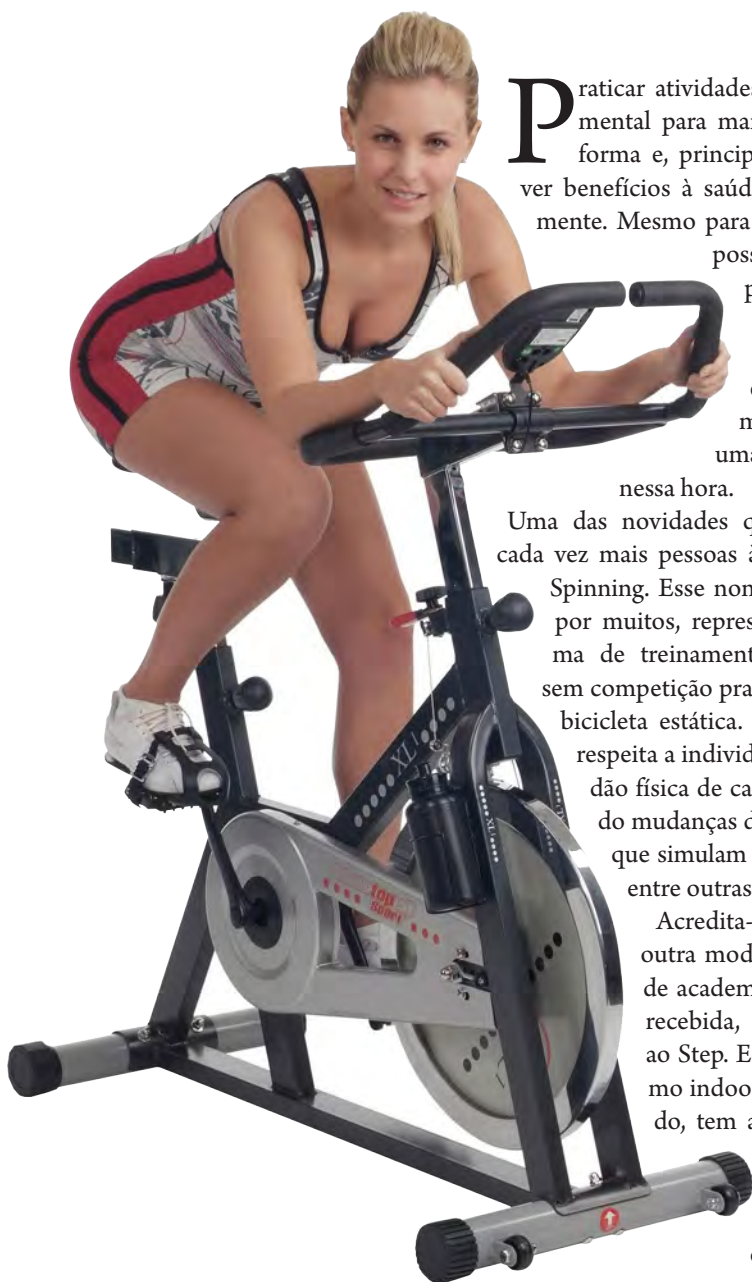 Praticar atividades
mental para man
forma e, princip
ver benefícios à saúd
mente. Mesmo para
poss
p
m
uma
nessa hora.
Uma das novidades q
cada vez mais pessoas à
Spinning. Esse nom
por muitos, repres
ma de treinament
sem competição pra
bicicleta estática.
respeita a individ
dão física de ca
do mudanças d
que simulam
entre outras
Acredita-
outra mod
de academ
recebida,
ao Step. E
mo indoo
do, tem a
XL!
XL!
top
sport